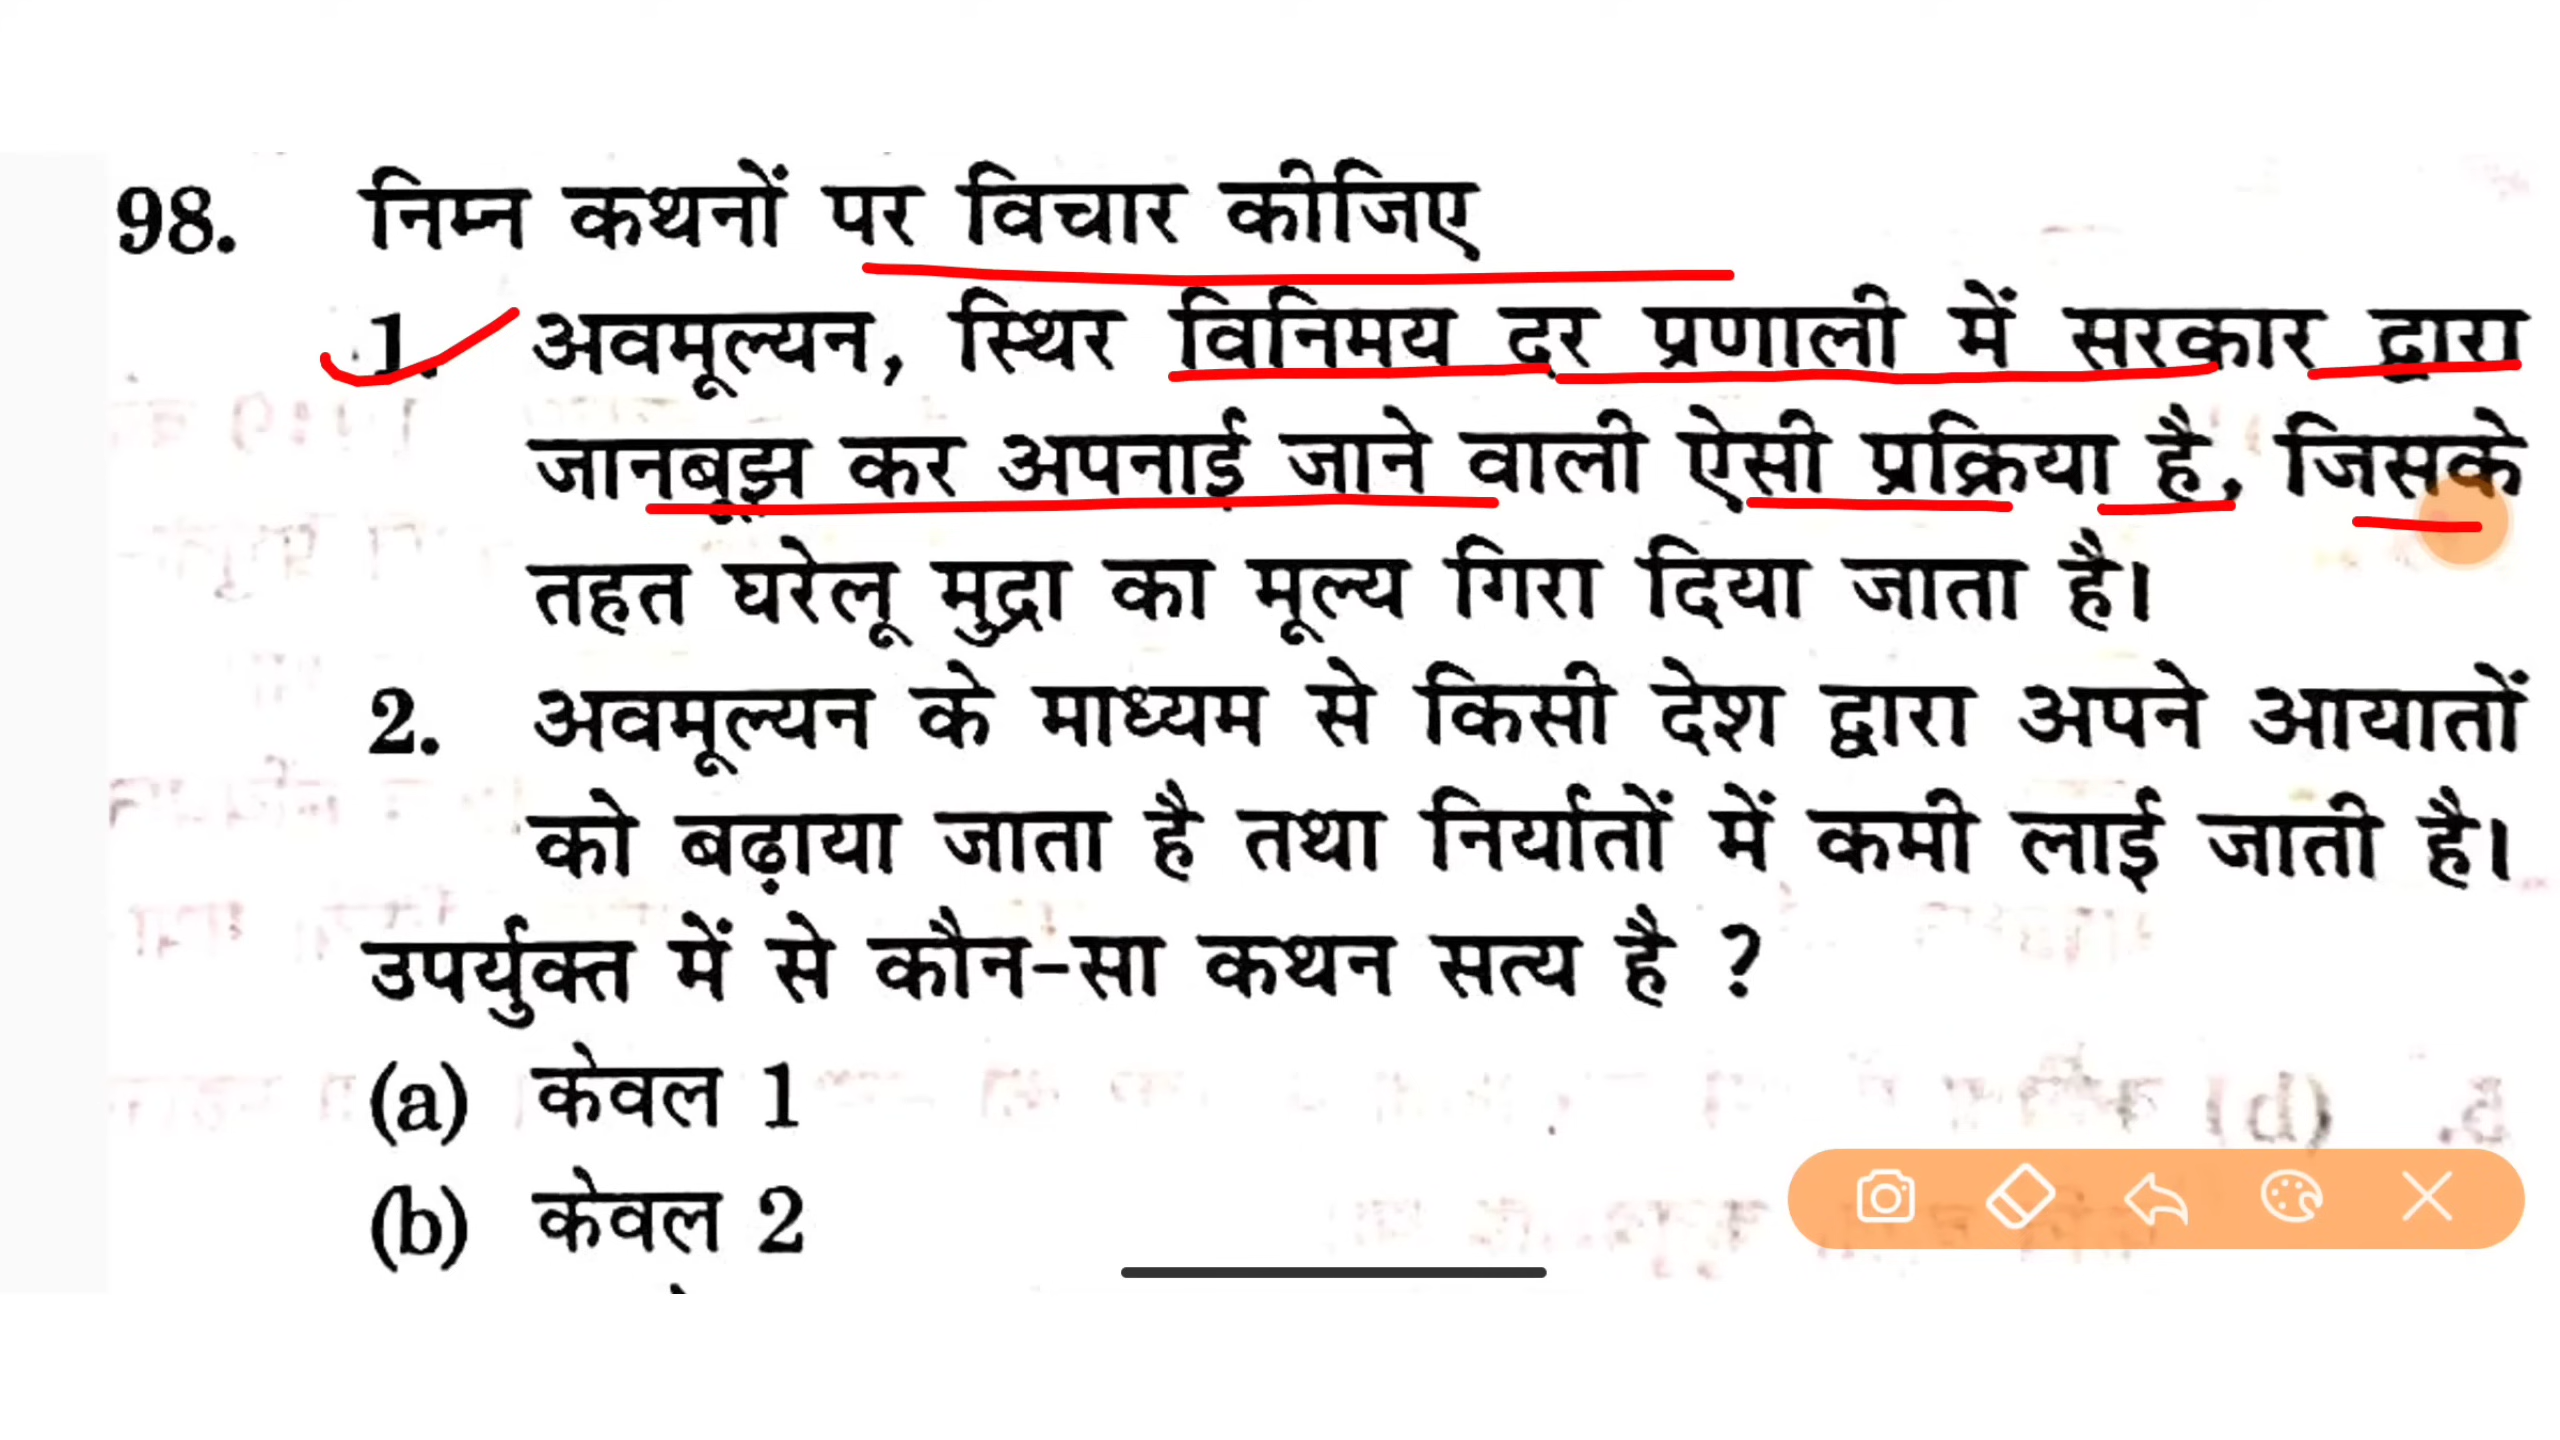 98. निम्न कथनों पर विचार कीजिए
1. अवमूल्यन, स्थिर विनिमय दर प्रणाली में सरकार द्वारा
जानबूझ कर अपनाई जाने वाली ऐसी प्रक्रिया है, जिसके
तहत घरेलू मुद्रा का मूल्य गिरा दिया जाता है।
2. अवमूल्यन के माध्यम से किसी देश द्वारा अपने आयातों
को बढ़ाया जाता है तथा निर्यातों में कमी लाई जाती है।
उपर्युक्त में से कौन-सा कथन सत्य है ?
(a) केवल 1
(b) केवल 2